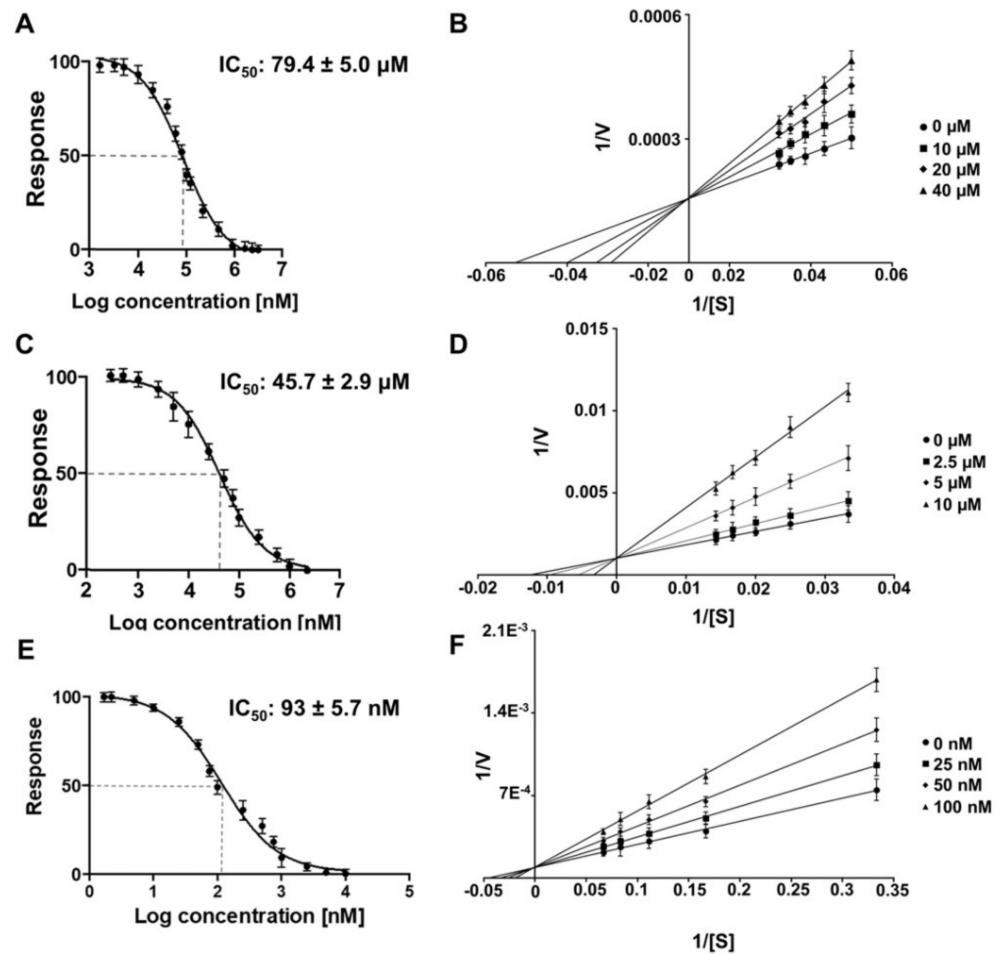 A
IC50: 79.4 ± 5.0 µM
100
50
0
Response
3 4 5 6 7
Log concentration [nM]
B
0.0006
0.0003
1/V
-0.06 -0.04 -0.02 0 0.02 0.04 0.06
1/[S]
0 µM
10 µM
20 µM
40 µM
C
IC50: 45.7 ± 2.9 µM
100
50
0
Response
2 3 4 5 6 7
Log concentration [nM]
D
0.015
0.01
0.005
1/V
-0.02 -0.01 0 0.01 0.02 0.03 0.04
1/[S]
0 µM
2.5 µM
5 µM
10 µM
E
IC50: 93 ± 5.7 nM
100
50
0
Response
0 1 2 3 4 5
Log concentration [nM]
F
2.1E-3
1.4E-3
7E-4
1/V
-0.05 0 0.05 0.1 0.15 0.2 0.25 0.3 0.35
1/[S]
0 nM
25 nM
50 nM
100 nM